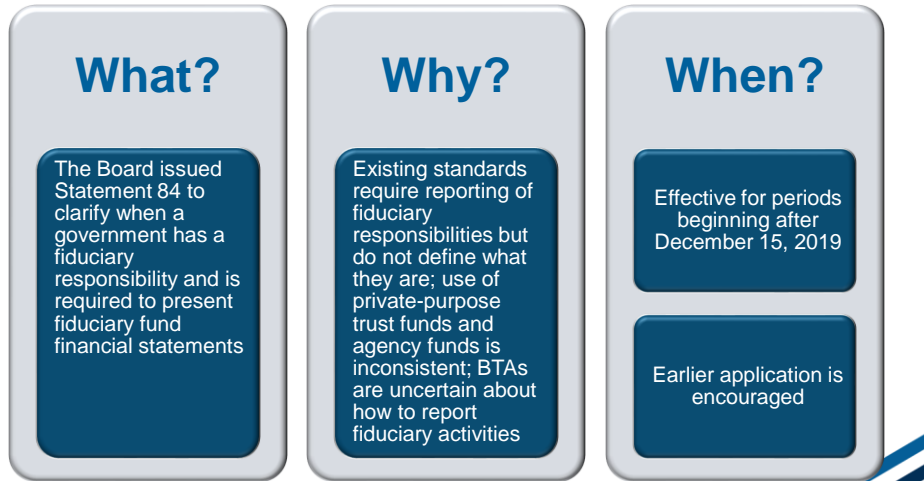 What?
The Board issued
Statement 84 to
clarify when a
government has a
fiduciary
responsibility and is
required to present
fiduciary fund
financial statements
Why?
Existing standards
require reporting of
fiduciary
responsibilities but
do not define what
they are; use of
private-purpose
trust funds and
agency funds is
inconsistent; BTAs
are uncertain about
how to report
fiduciary activities
When?
Effective for periods
beginning after
December 15, 2019
Earlier application is
encouraged